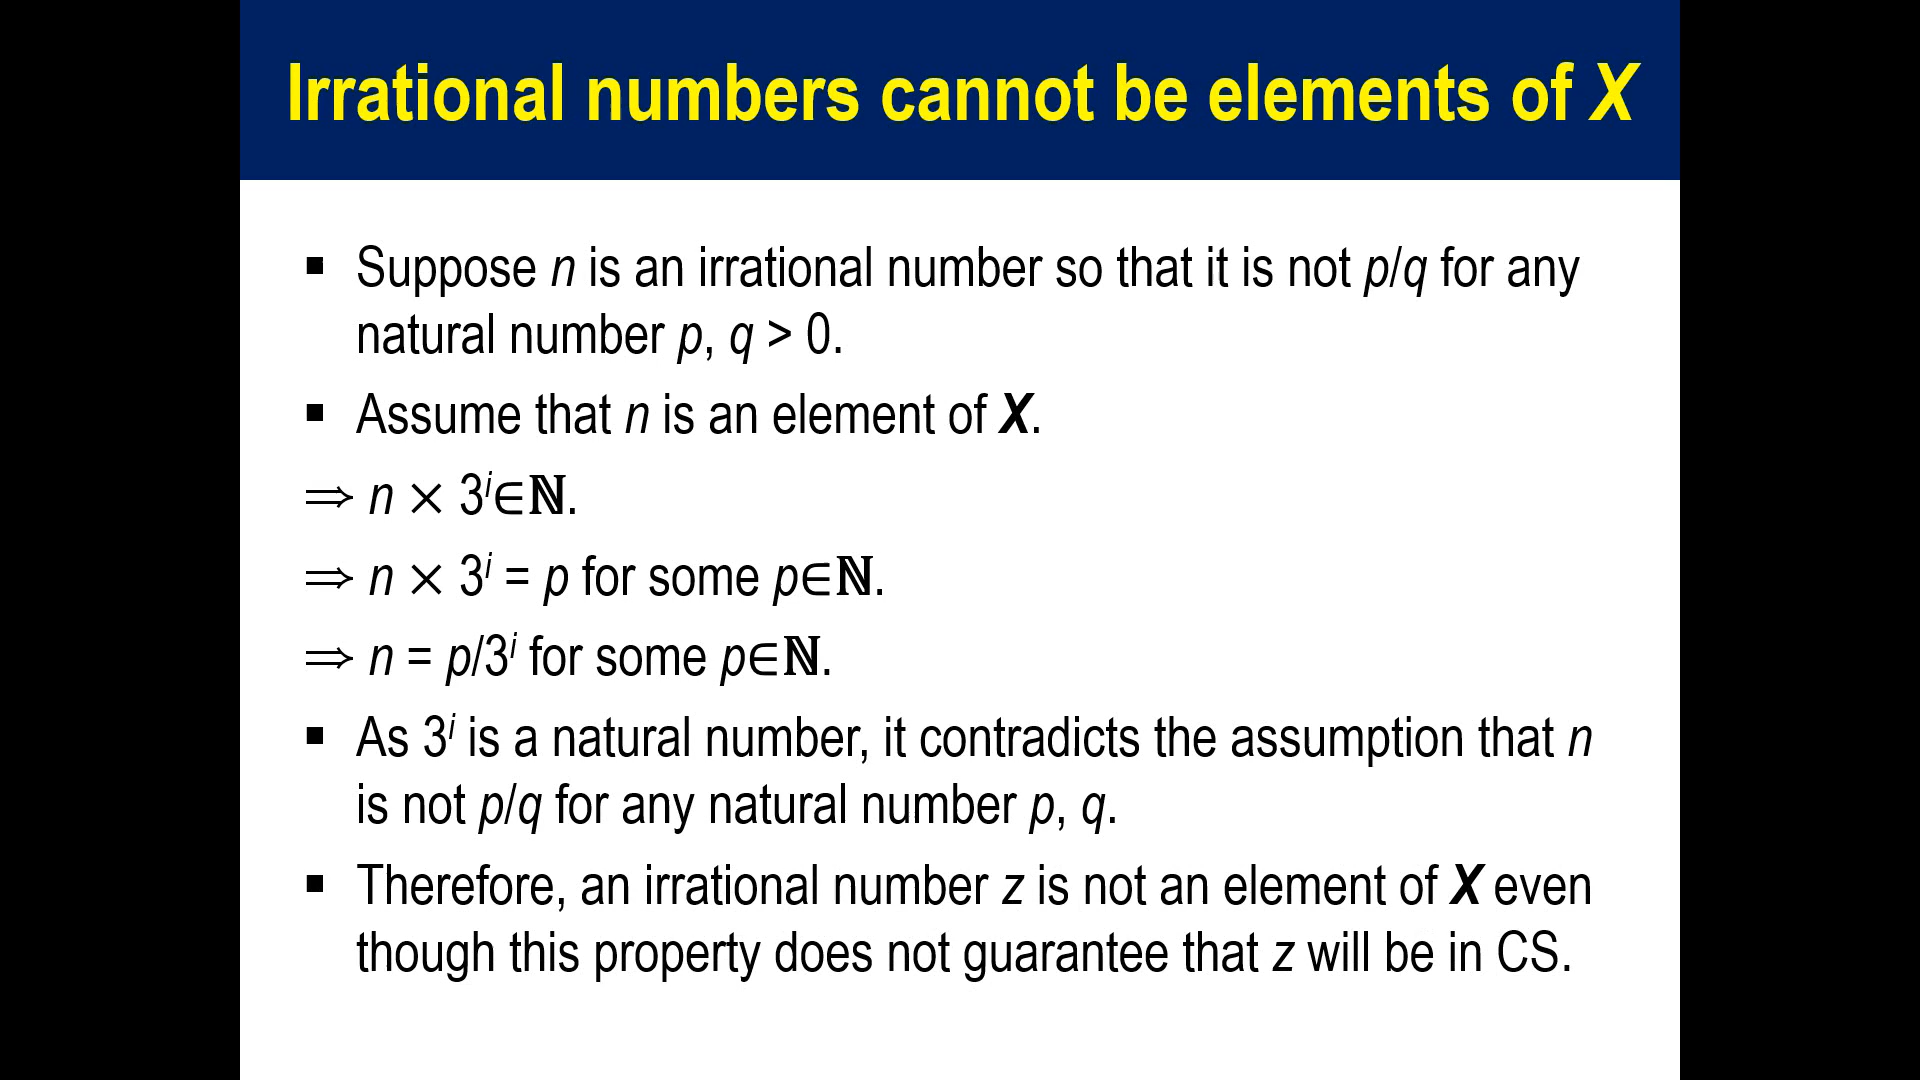 Irrational numbers cannot be elements of X
▪ Suppose n is an irrational number so that it is not p/q for any
natural number p, q > 0.
▪ Assume that n is an element of X.
⇒ n × 3ⁱ∈ℕ.
⇒ n × 3ⁱ = p for some p∈ℕ.
⇒ n = p/3ⁱ for some p∈ℕ.
▪ As 3ⁱ is a natural number, it contradicts the assumption that n
is not p/q for any natural number p, q.
▪ Therefore, an irrational number z is not an element of X even
though this property does not guarantee that z will be in CS.